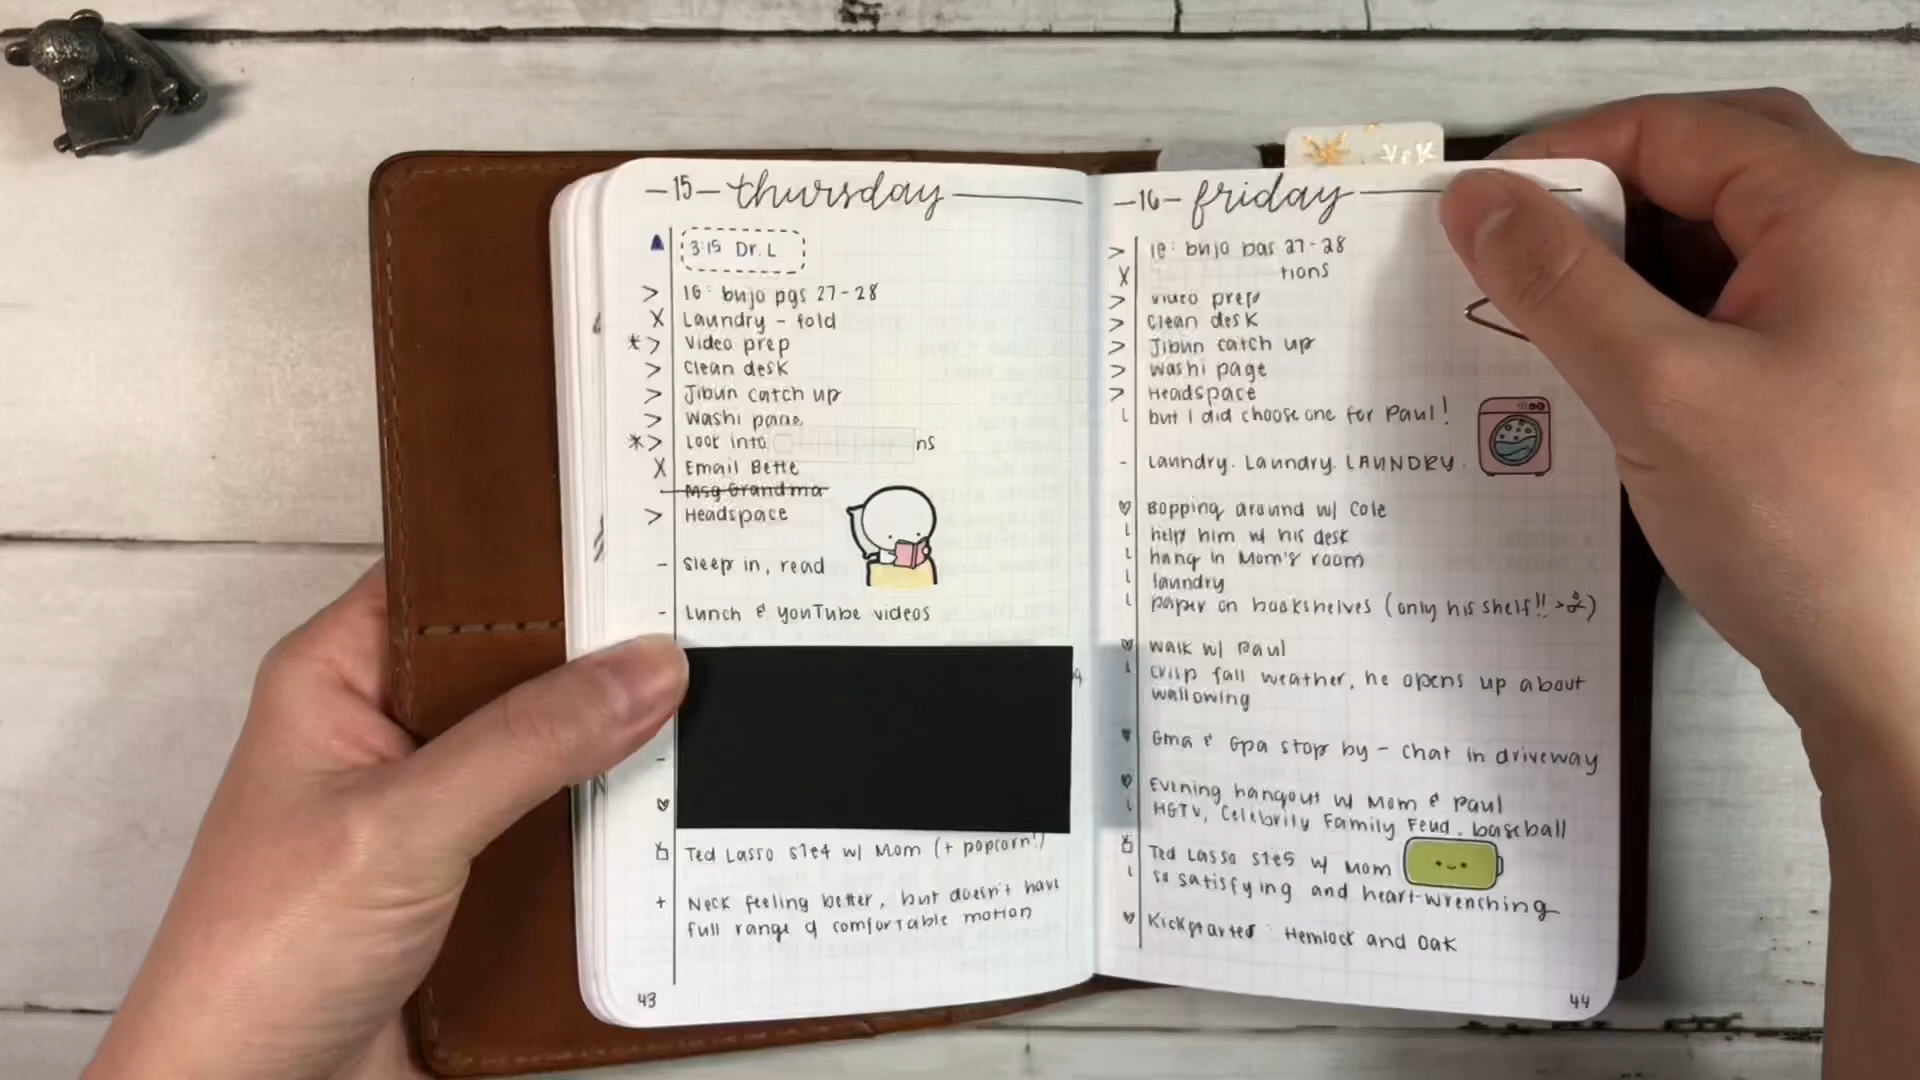 -15- thursday
3:15 Dr. L
> 16: bujo pgs 27-28
X Laundry - fold
*> Video prep
> Clean desk
> Jibun catch up
> Washi page
*> Look into ns
X Email Bette
Msg Grandma
> Headspace
- Sleep in, read
- Lunch & YouTube videos
Ted Lasso S1e4 w/ Mom (+ popcorn!)
+ Neck feeling better, but doesn't have
full range of comfortable motion
43
-16- friday
> 16: bujo pgs 27-28
X tions
> Video prep
> Clean desk
> Jibun catch up
> Washi page
> Headspace
but I did choose one for Paul!
- Laundry. Laundry. LAUNDRY.
Bopping around w/ Cole
help him w/ his desk
hang in Mom's room
laundry
paper on bookshelves (only his shelf!!
Walk w/ Paul
crisp fall weather, he opens up about
wallowing
Gma & Gpa stop by - chat in driveway
Evening hangout w/ Mom & Paul
HGTV, Celebrity Family Feud, baseball
Ted Lasso S1e5 w/ Mom
so satisfying and heart-wrenching
Kickstarted: Hemlock and Oak
44